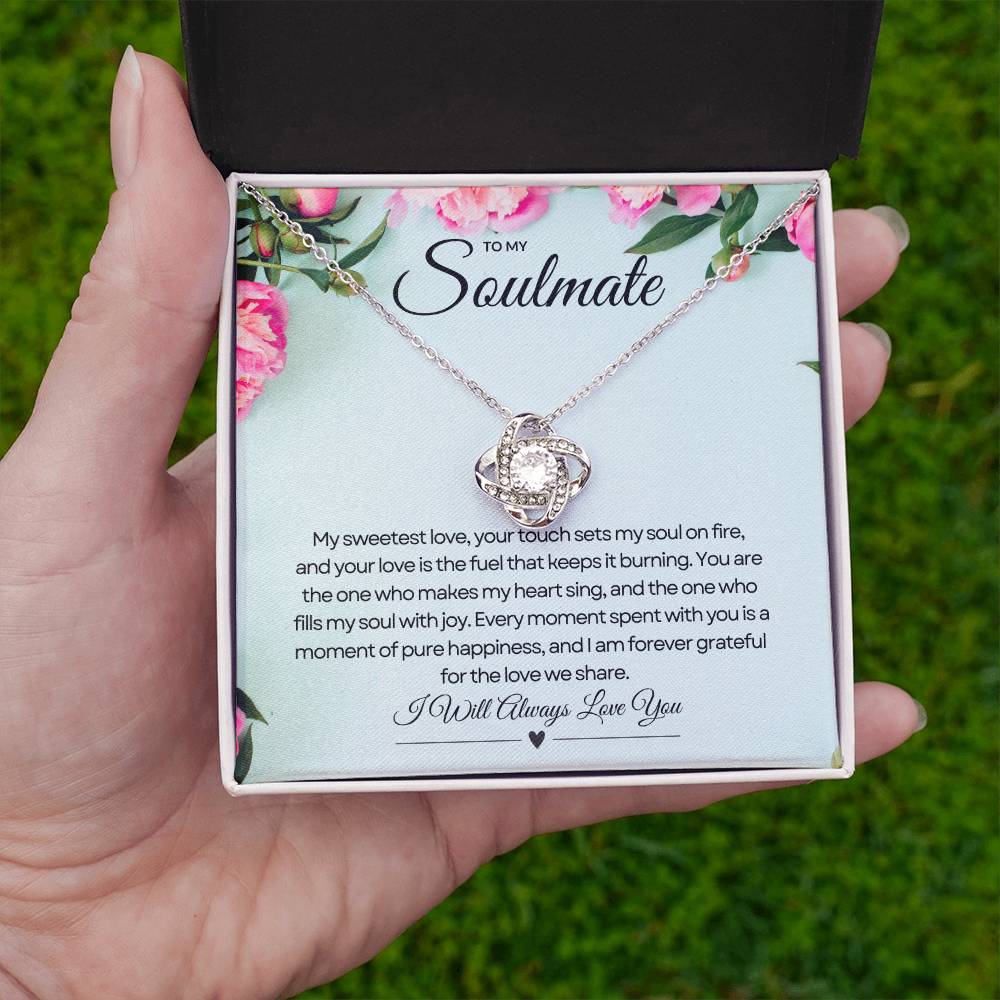 TO MY
Soulmate
My sweetest love, your touch sets my soul on fire,
and your love is the fuel that keeps it burning. You are
the one who makes my heart sing, and the one who
fills my soul with joy. Every moment spent with you is a
moment of pure happiness, and I am forever grateful
for the love we share.
I Will Always Love You